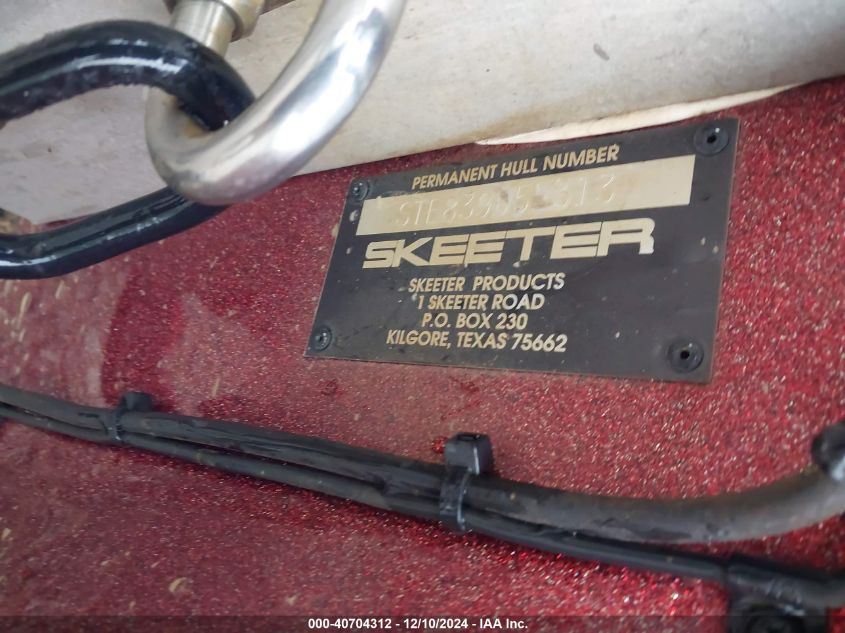 PERMANENT HULL NUMBER
SKEETER
SKEETER PRODUCTS
1 SKEETER ROAD
P.O. BOX 230
KILGORE, TEXAS 75662
000-40704312 - 12/10/2024 - IAA Inc.